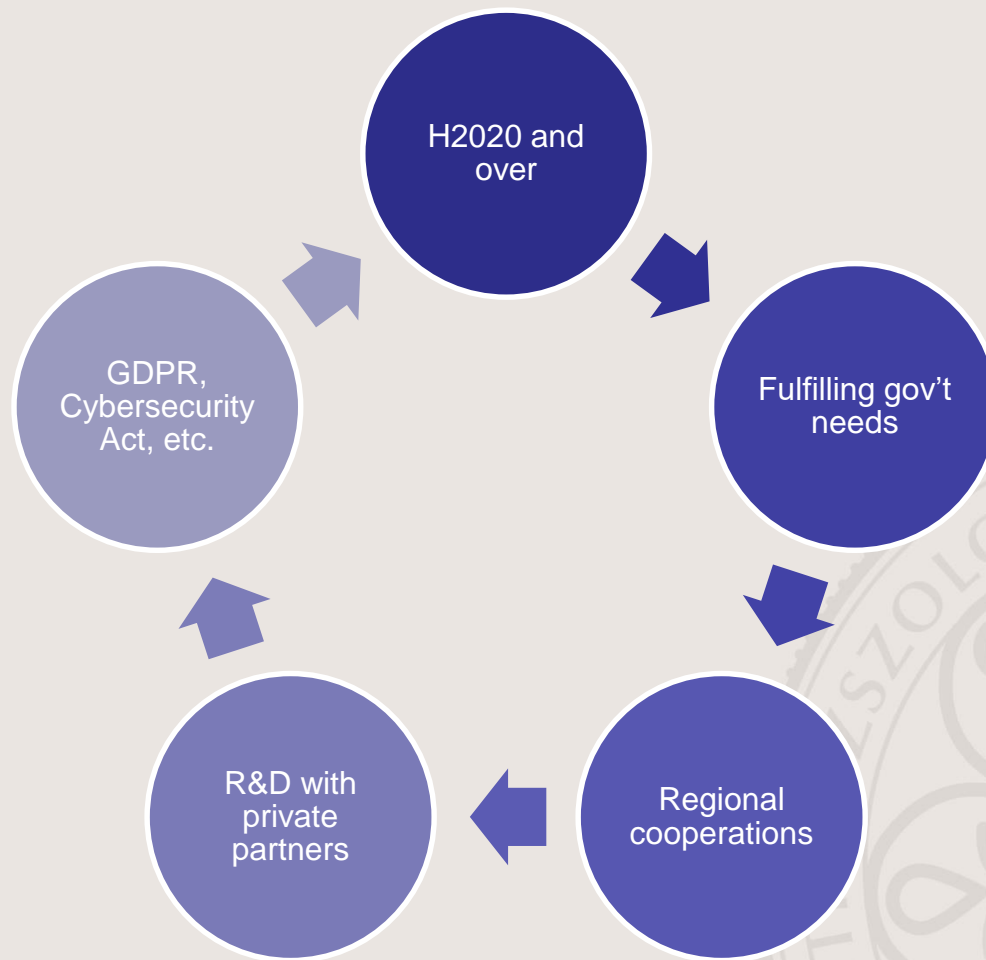 H2020 and
over
Fulfilling gov’t
needs
Regional
cooperations
R&D with
private
partners
GDPR,
Cybersecurity
Act, etc.